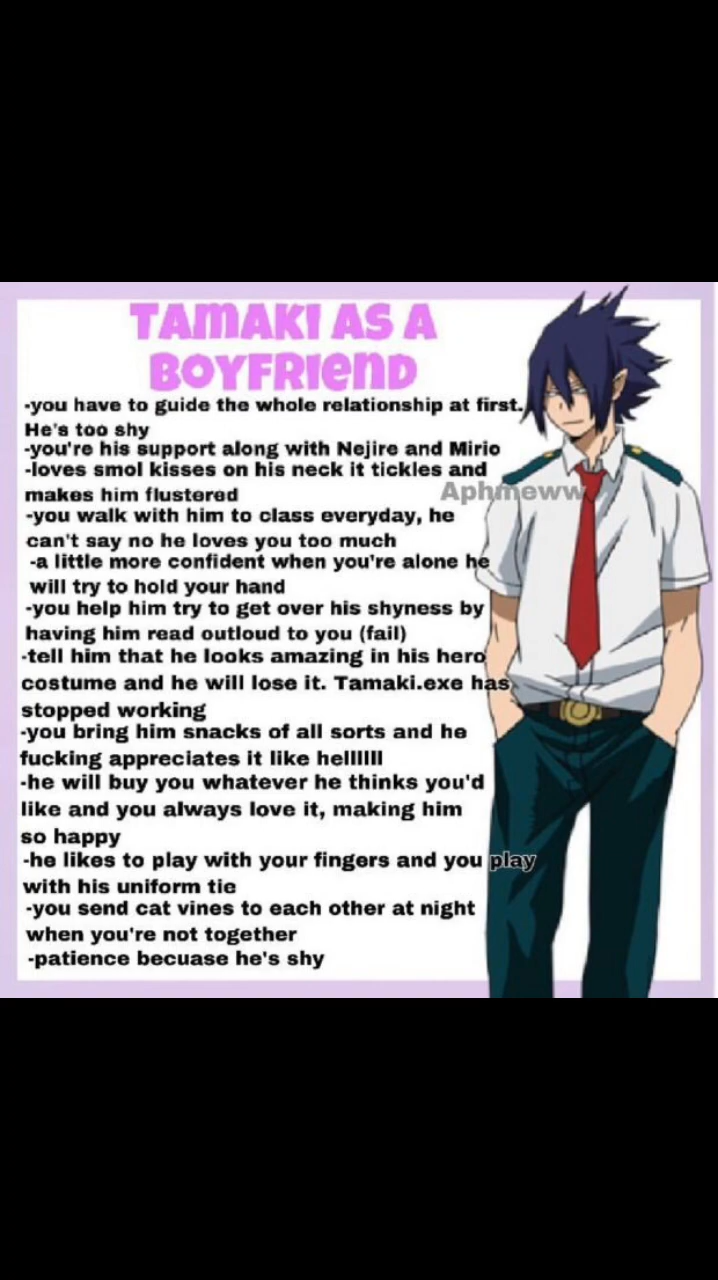 TAMAKI AS A
BOYFRIEND
-you have to guide the whole relationship at first.
He's too shy
-you're his support along with Nejire and Mirio
-loves smol kisses on his neck it tickles and
makes him flustered
Aphmeww
-you walk with him to class everyday, he
can't say no he loves you too much
-a little more confident when you're alone he
will try to hold your hand
-you help him try to get over his shyness by
having him read outloud to you (fail)
-tell him that he looks amazing in his hero
costume and he will lose it. Tamaki.exe has
stopped working
-you bring him snacks of all sorts and he
fucking appreciates it like hellllll
-he will buy you whatever he thinks you'd
like and you always love it, making him
so happy
-he likes to play with your fingers and you play
with his uniform tie
-you send cat vines to each other at night
when you're not together
-patience becuase he's shy